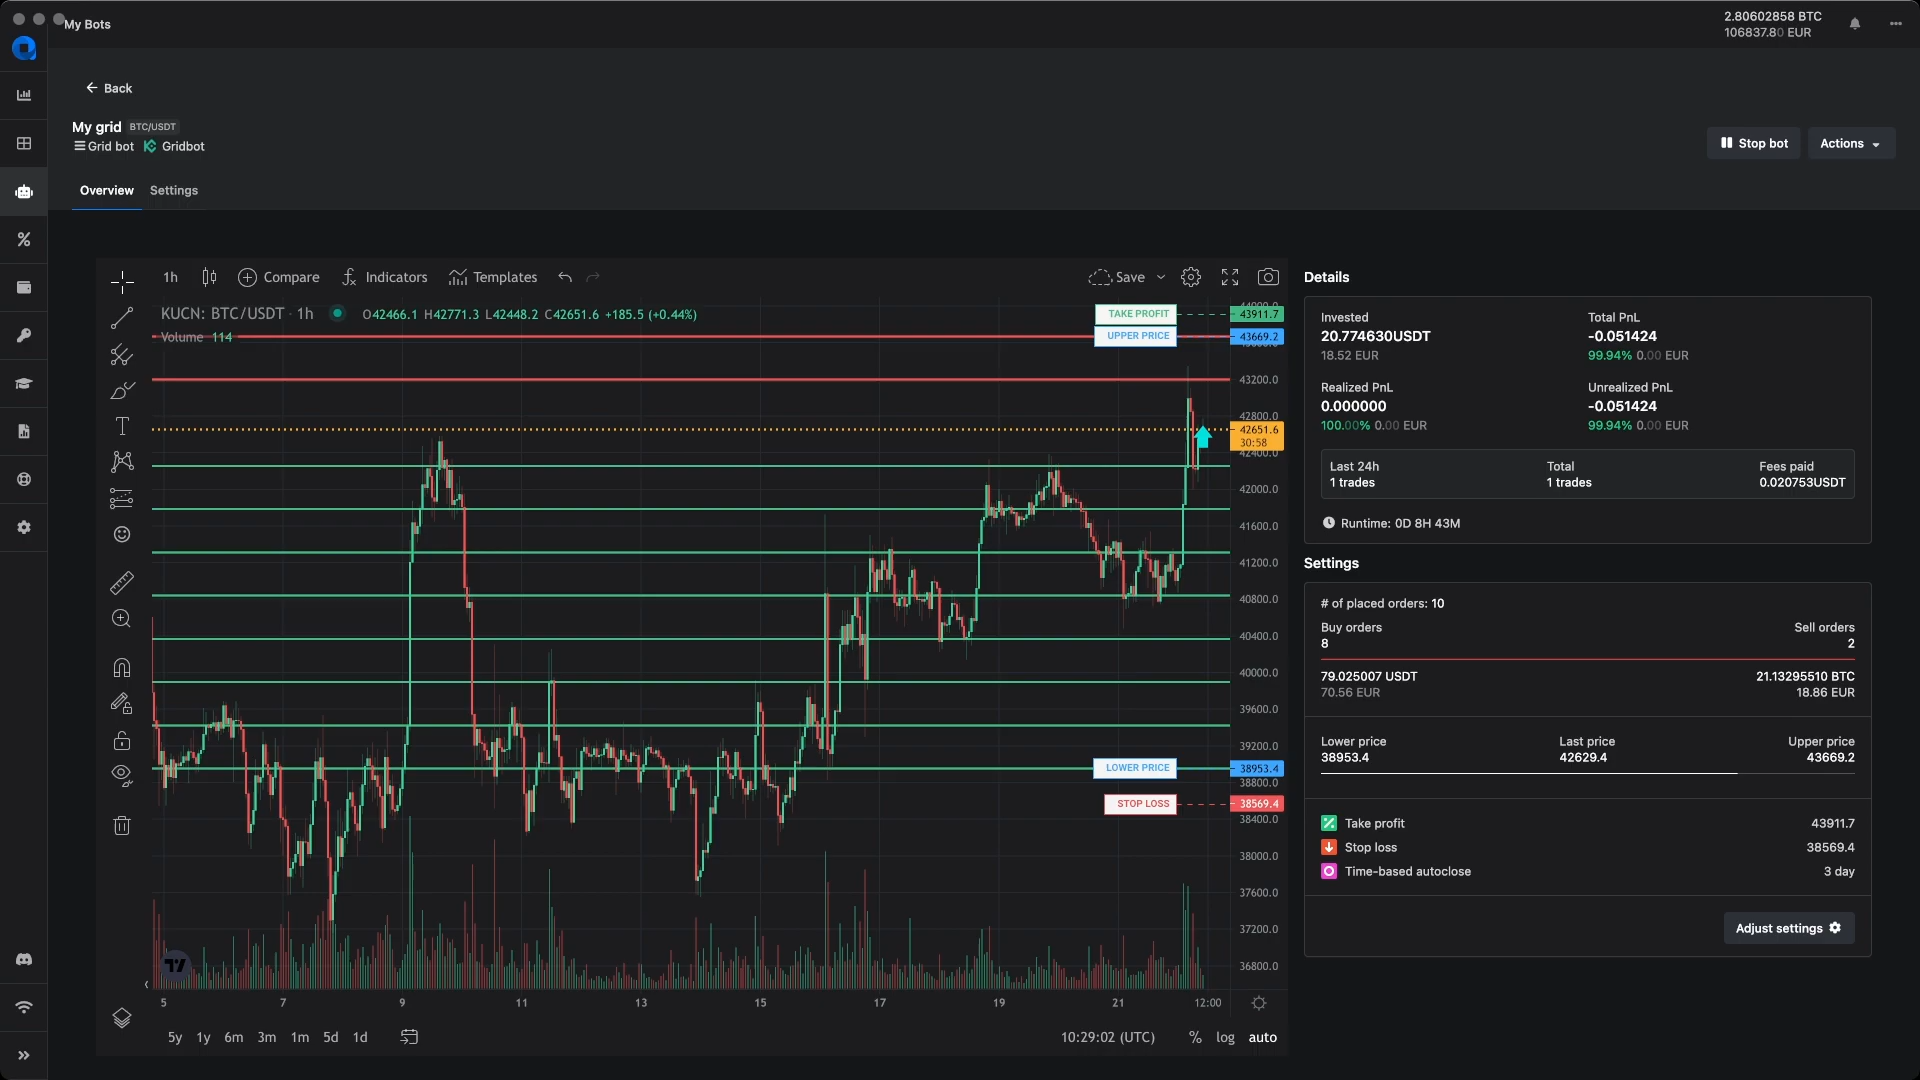 My Bots
2.80602858 BTC
106837.80 EUR
Back
My grid BTC/USDT
Grid bot Gridbot
Stop bot
Actions
Overview Settings
1h Compare Indicators Templates Save
KUCN: BTC/USDT · 1h O42466.1 H42771.3 L42448.2 C42651.6 +185.5 (+0.44%)
Volume 114
TAKE PROFIT
43911.7
UPPER PRICE
43669.2
43200.0
42800.0
42651.6
30:58
42400.0
42000.0
41600.0
41200.0
40800.0
40400.0
40000.0
39600.0
39200.0
LOWER PRICE
38953.4
38800.0
STOP LOSS
38569.4
38400.0
38000.0
37600.0
37200.0
36800.0
5 7 9 11 13 15 17 19 21 12:00
5y 1y 6m 3m 1m 5d 1d
10:29:02 (UTC) % log auto
Details
Invested
20.774630USDT
18.52 EUR
Total PnL
-0.051424
99.94% 0.00 EUR
Realized PnL
0.000000
100.00% 0.00 EUR
Unrealized PnL
-0.051424
99.94% 0.00 EUR
Last 24h
1 trades
Total
1 trades
Fees paid
0.020753USDT
Runtime: 0D 8H 43M
Settings
# of placed orders: 10
Buy orders
8
Sell orders
2
79.025007 USDT
70.56 EUR
21.13295510 BTC
18.86 EUR
Lower price
38953.4
Last price
42629.4
Upper price
43669.2
Take profit 43911.7
Stop loss 38569.4
Time-based autoclose 3 day
Adjust settings